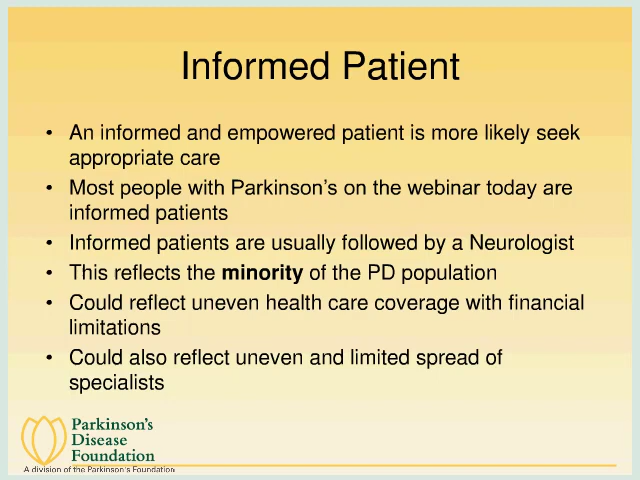 Informed Patient
• An informed and empowered patient is more likely seek
appropriate care
• Most people with Parkinson's on the webinar today are
informed patients
• Informed patients are usually followed by a Neurologist
• This reflects the minority of the PD population
• Could reflect uneven health care coverage with financial
limitations
• Could also reflect uneven and limited spread of
specialists
Parkinson's
Disease
Foundation
A division of the Parkinson's Foundation